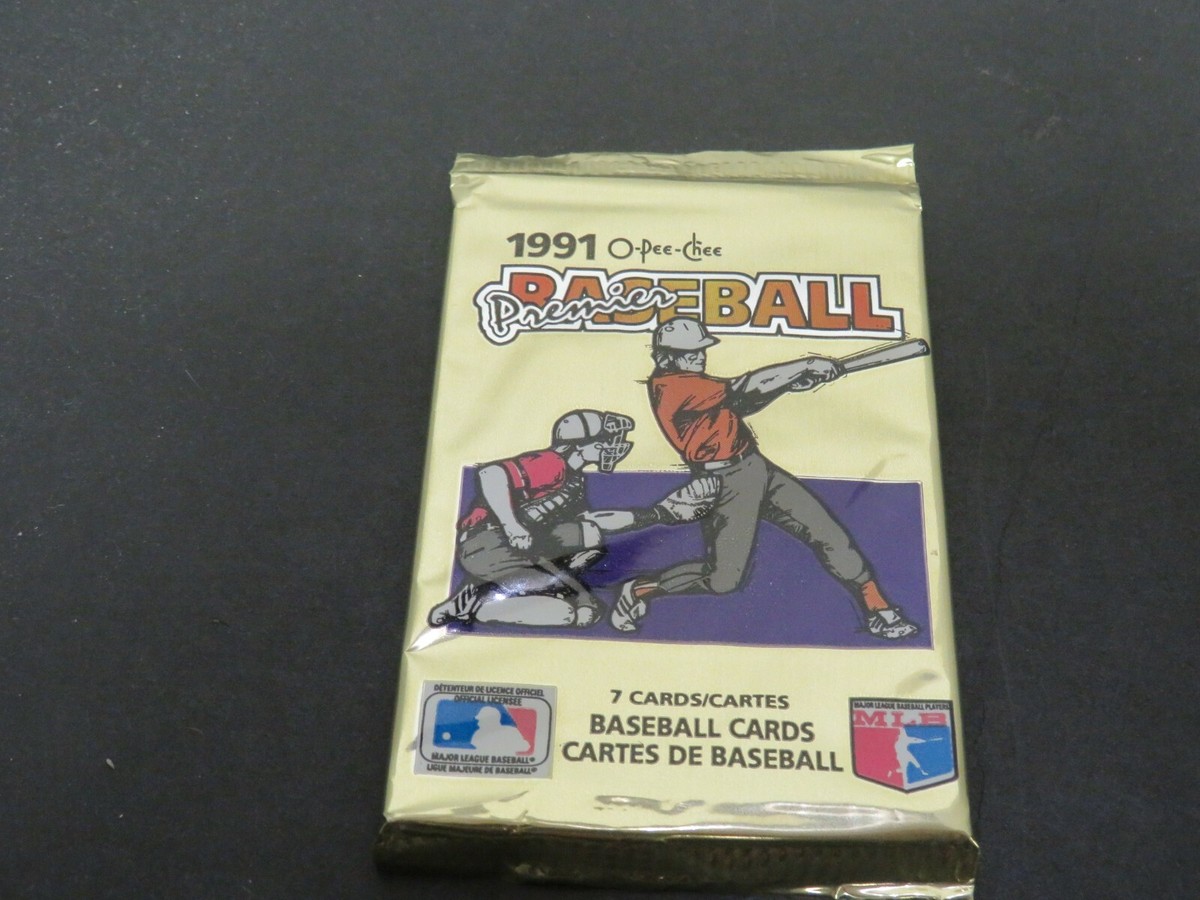 1991 O-Pee-Chee
BASEBALL
Premier
DÉTENTEUR DE LICENCE OFFICIEL
OFFICIAL LICENSEE
MAJOR LEAGUE BASEBALL®
LIGUE MAJEURE DE BASEBALL®
7 CARDS/CARTES
BASEBALL CARDS
CARTES DE BASEBALL
MAJOR LEAGUE BASEBALL PLAYERS
MLB